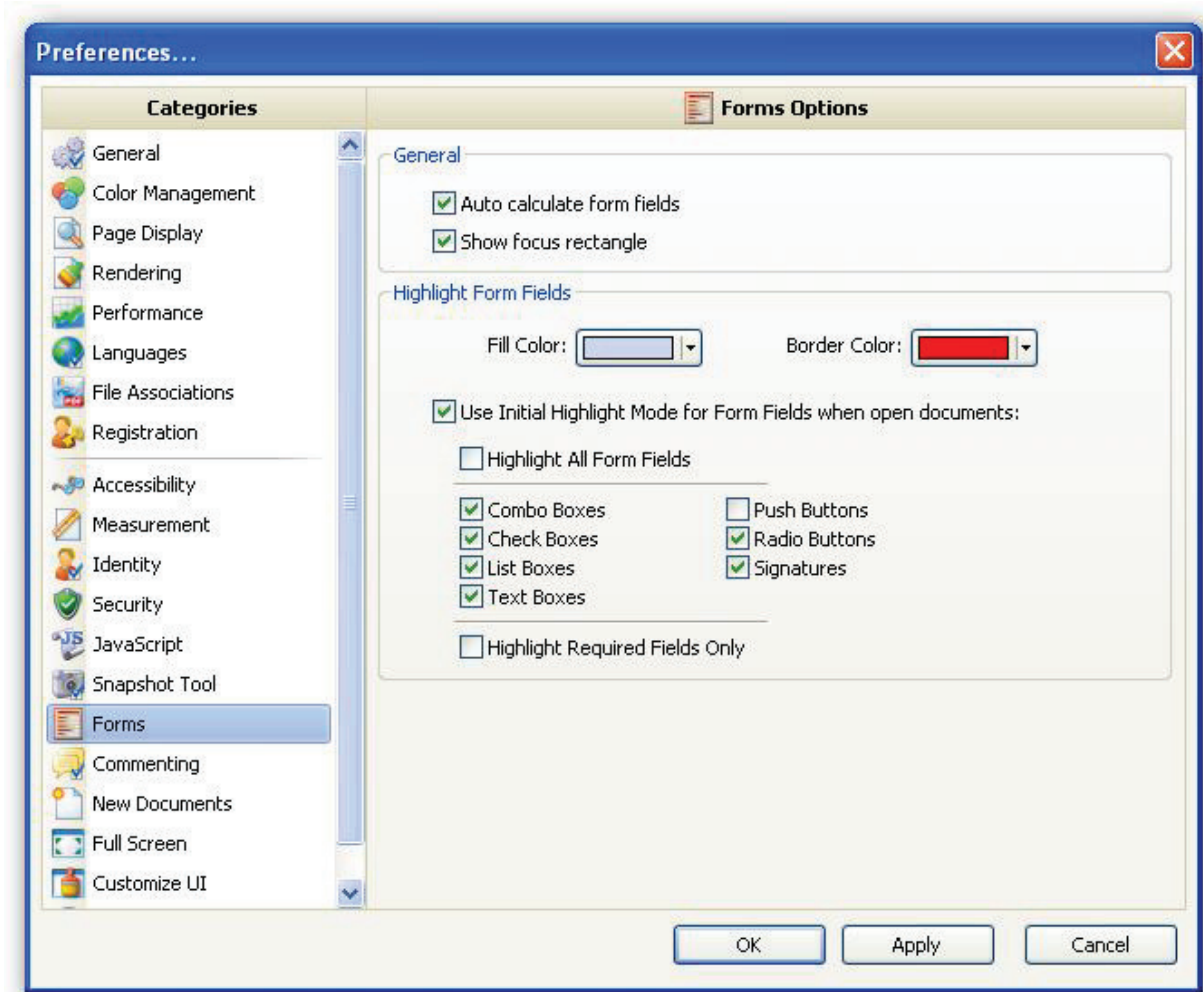 Preferences...
Categories
General
Color Management
Page Display
Rendering
Performance
Languages
File Associations
Registration
Accessibility
Measurement
Identity
Security
JavaScript
Snapshot Tool
Forms
Commenting
New Documents
Full Screen
Customize UI
Forms Options
General
Auto calculate form fields
Show focus rectangle
Highlight Form Fields
Fill Color: Border Color:
Use Initial Highlight Mode for Form Fields when open documents:
Highlight All Form Fields
Combo Boxes Push Buttons
Check Boxes Radio Buttons
List Boxes Signatures
Text Boxes
Highlight Required Fields Only
OK Apply Cancel